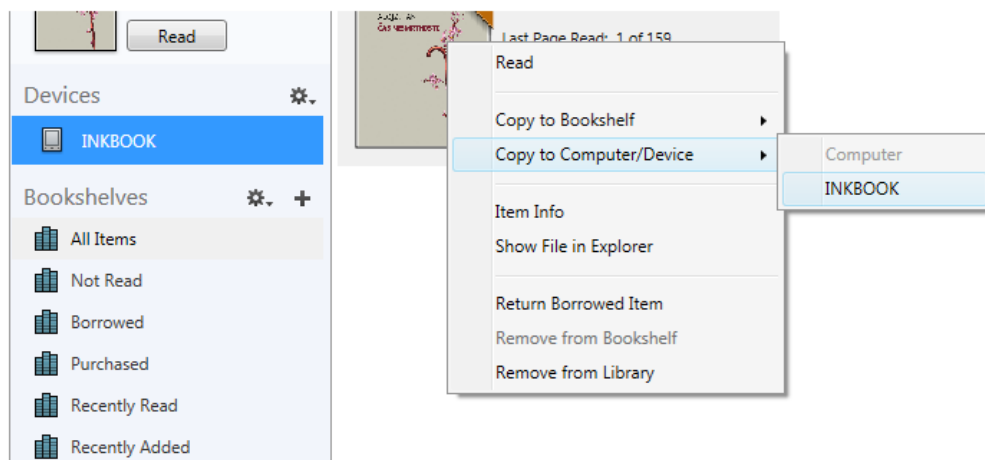 Read
Devices
INKBOOK
Bookshelves
All Items
Not Read
Borrowed
Purchased
Recently Read
Recently Added
Last Page Read: 1 of 159
Read
Copy to Bookshelf
Copy to Computer/Device
Item Info
Show File in Explorer
Return Borrowed Item
Remove from Bookshelf
Remove from Library
Computer
INKBOOK